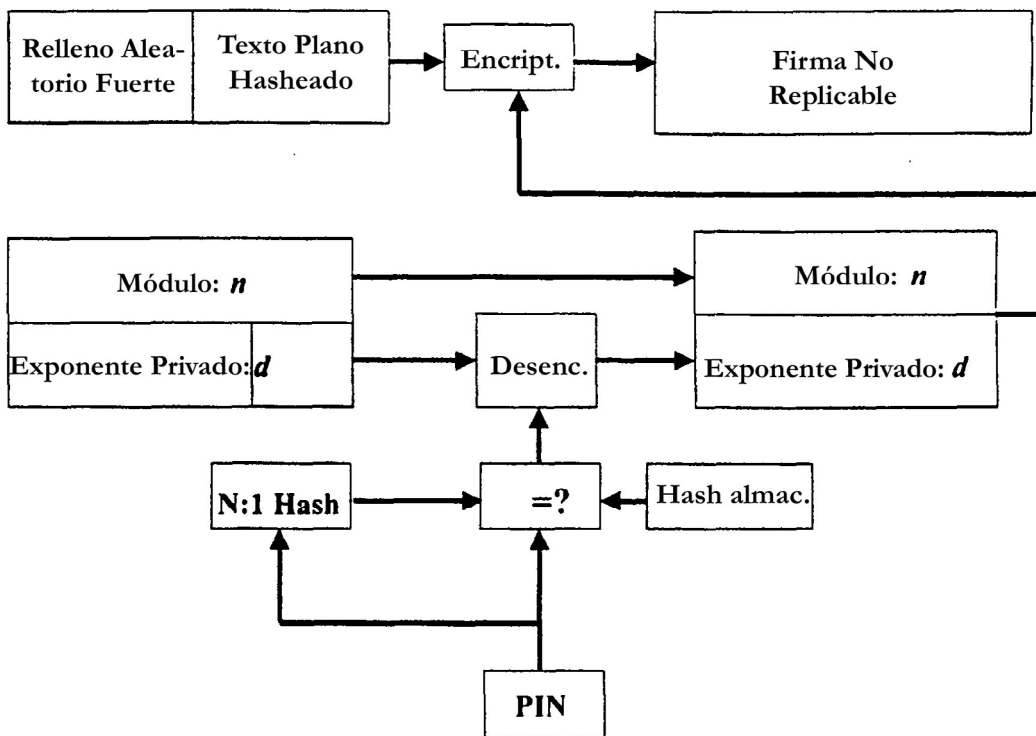 Relleno Alea-
torio Fuerte
Texto Plano
Hasheado
Encript.
Firma No
Replicable
Módulo: n
Exponente Privado: d
Desenc.
Módulo: n
Exponente Privado: d
N:1 Hash
=?
Hash almac.
PIN